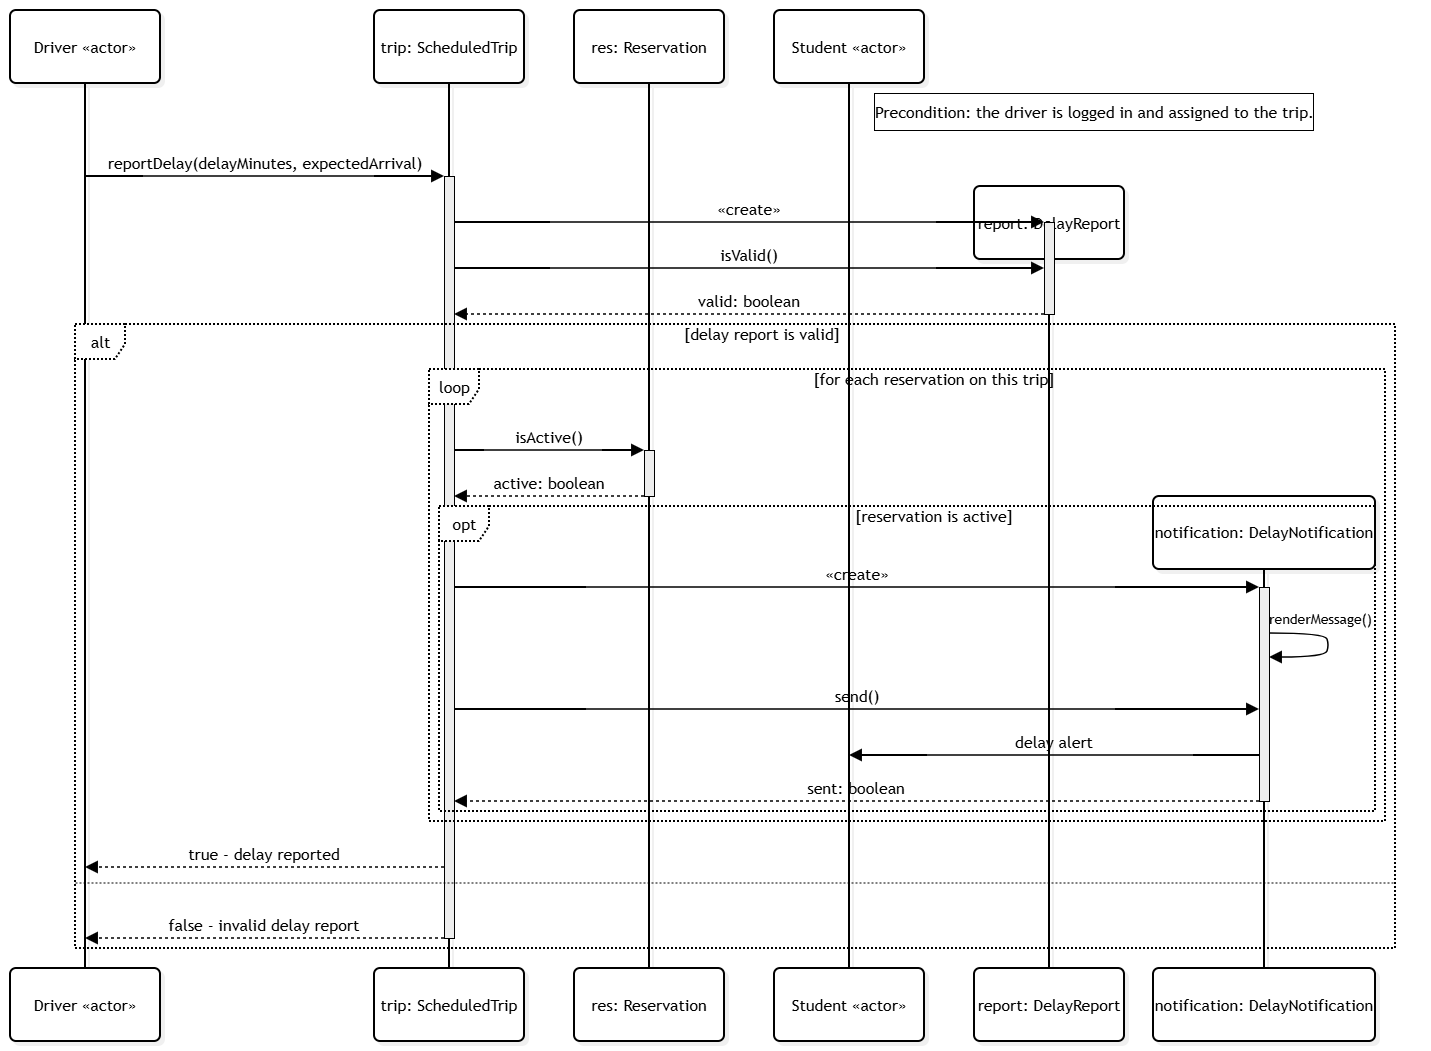 Driver «actor»
trip: ScheduledTrip
res: Reservation
Student «actor»
Precondition: the driver is logged in and assigned to the trip.
reportDelay(delayMinutes, expectedArrival)
«create»
report: DelayReport
isValid()
valid: boolean
alt
[delay report is valid]
loop
[for each reservation on this trip]
isActive()
active: boolean
opt
[reservation is active]
notification: DelayNotification
«create»
renderMessage()
send()
delay alert
sent: boolean
true - delay reported
false - invalid delay report
Driver «actor»
trip: ScheduledTrip
res: Reservation
Student «actor»
report: DelayReport
notification: DelayNotification